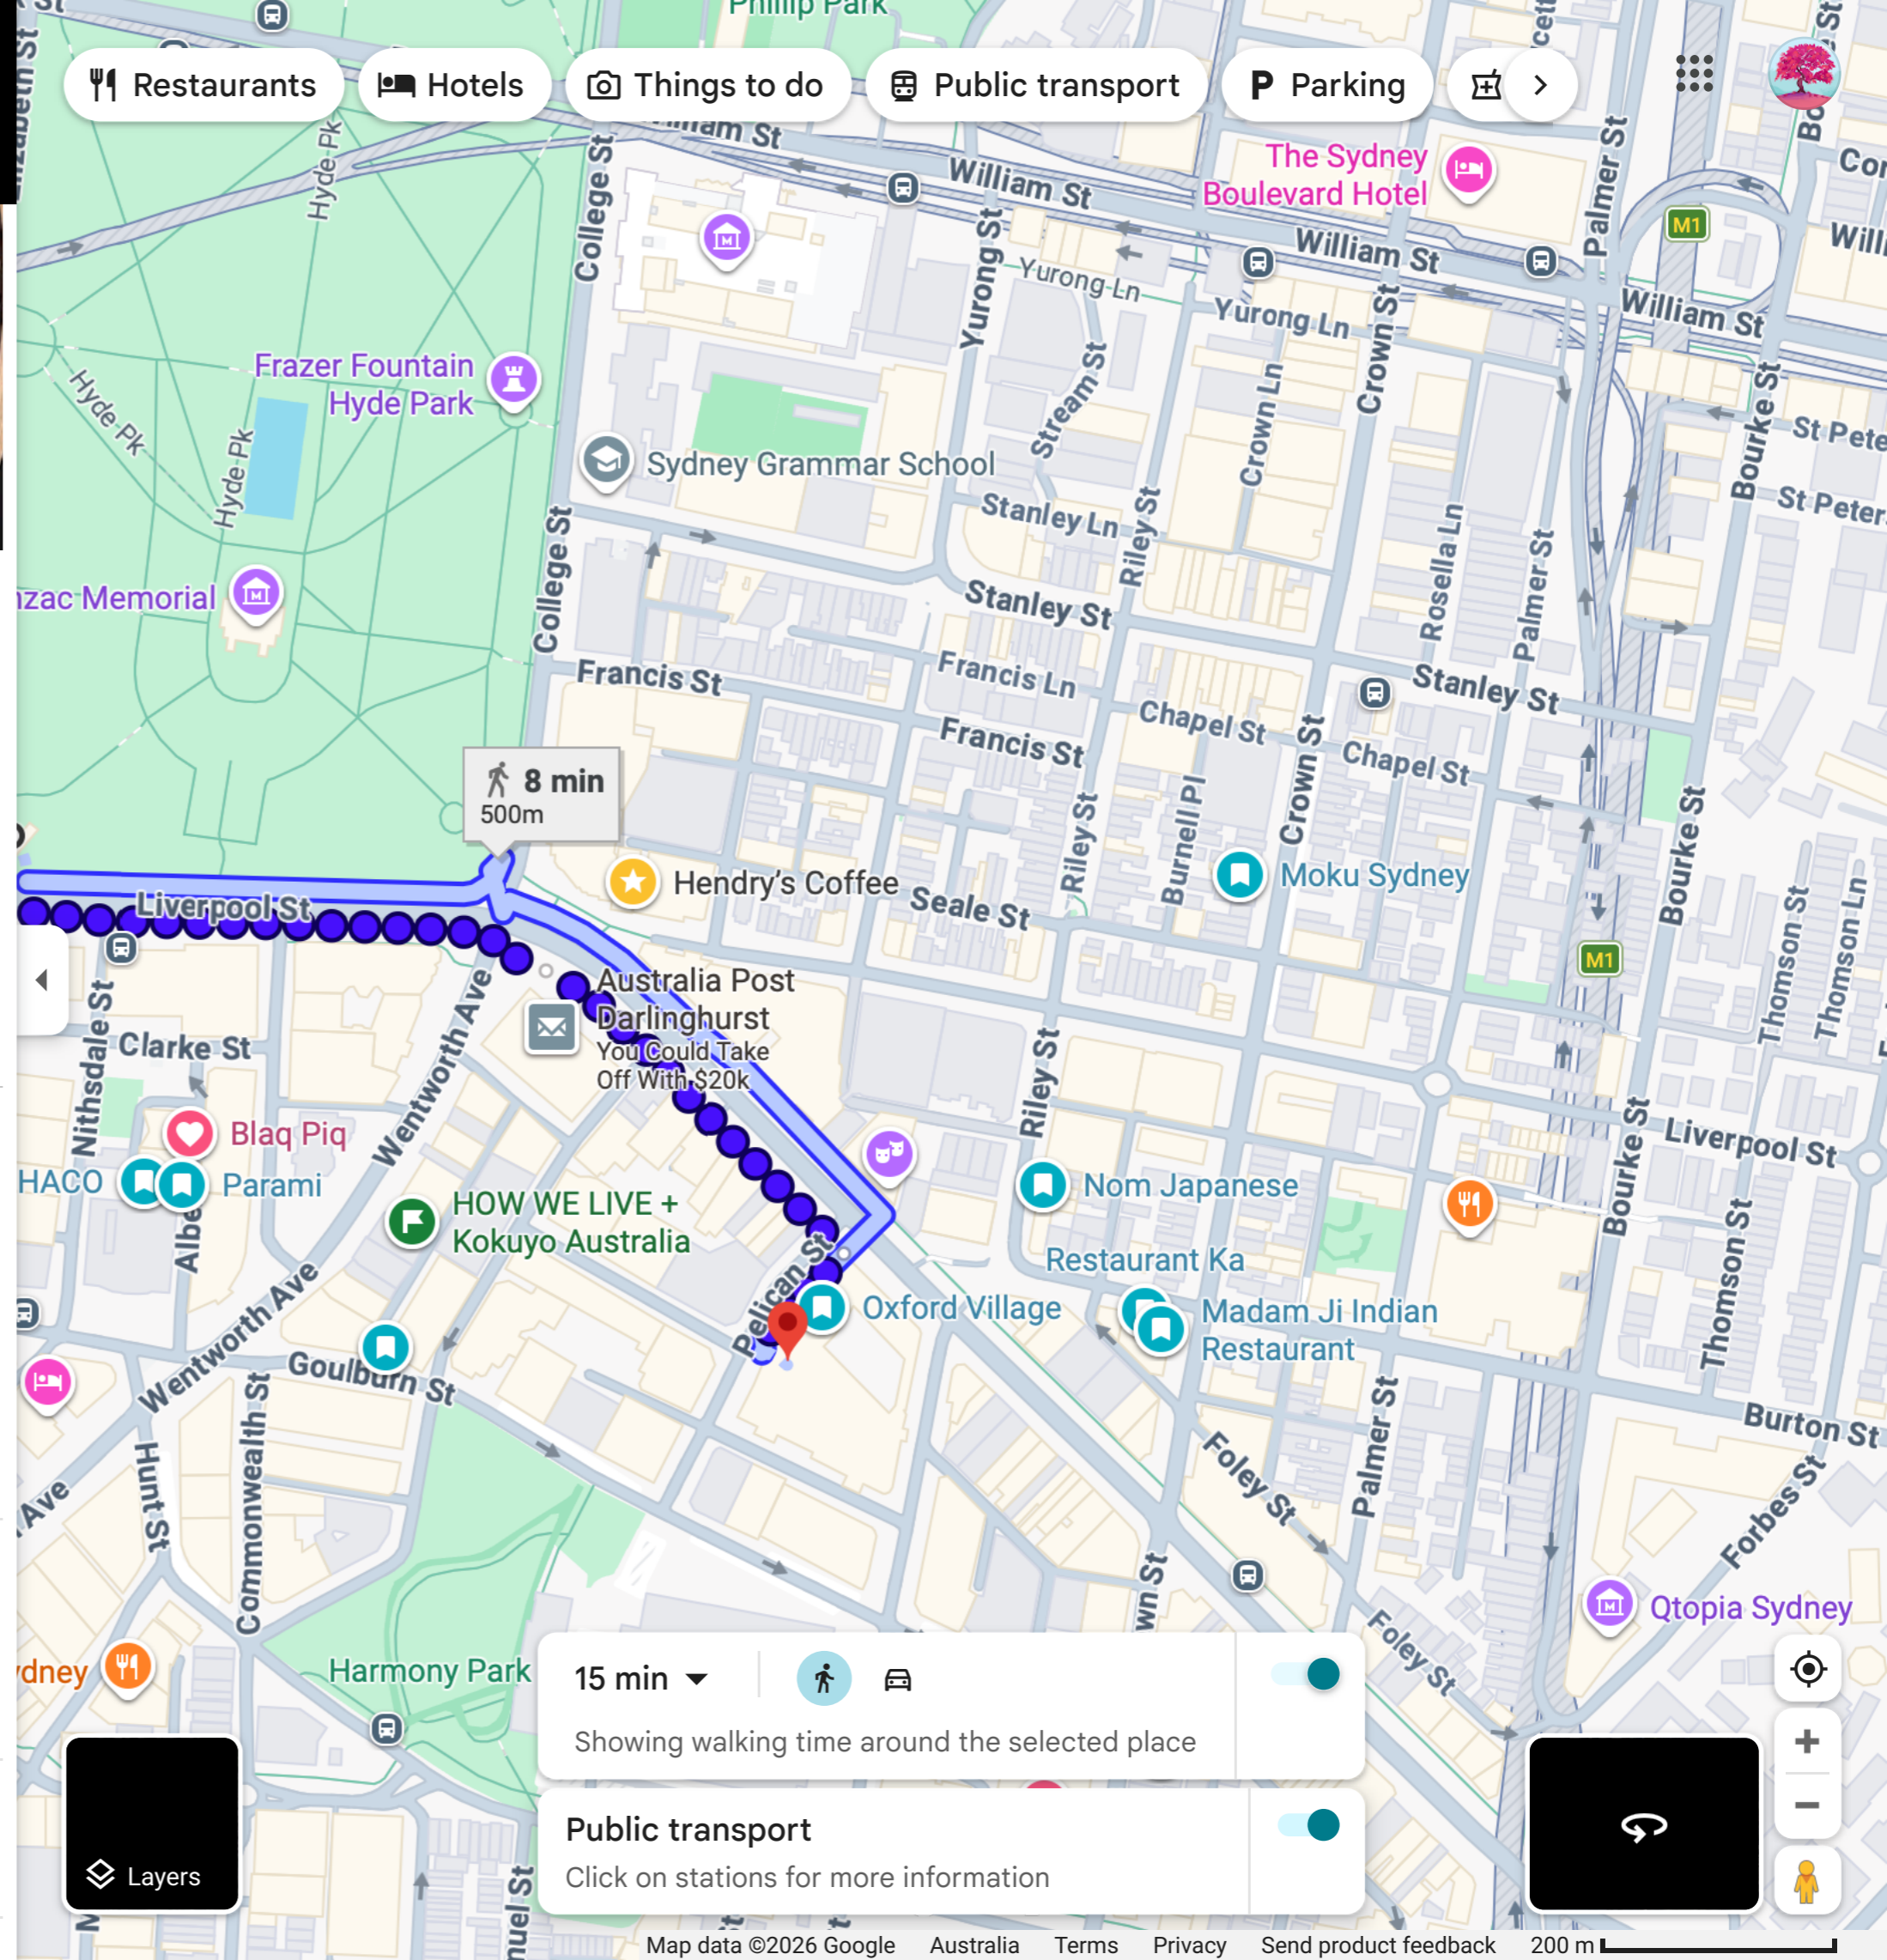 Phillip Park
Restaurants
Hotels
Things to do
Public transport
P Parking
William St
The Sydney
Boulevard Hotel
Palmer St
M1
Hyde Pk
College St
William St
Yurong St
Yurong Ln
William St
William St
Yurong Ln
Crown St
Frazer Fountain
Hyde Park
Hyde Pk
Hyde Pk
Stream St
Crown Ln
Bourke St
Sydney Grammar School
College St
Stanley Ln
Riley St
Rosella Ln
Palmer St
Stanley St
Francis St
Francis Ln
Stanley St
Chapel St
Francis St
Chapel St
Crown St
8 min
500m
Riley St
Burnell Pl
Bourke St
Hendry's Coffee
Seale St
Moku Sydney
Liverpool St
Thomson St
Thomson Ln
M1
Australia Post
Darlinghurst
You Could Take
Off With $20k
Nithsdale St
Clarke St
Wentworth Ave
Riley St
Liverpool St
Blaq Piq
HACO
Parami
HOW WE LIVE +
Kokuyo Australia
Nom Japanese
Bourke St
Thomson St
Pelican St
Restaurant Ka
Oxford Village
Madam Ji Indian
Restaurant
Wentworth Ave
Goulburn St
Commonwealth St
Hunt St
Ave
Palmer St
Burton St
Foley St
Forbes St
Qtopia Sydney
Foley St
Harmony Park
15 min
Showing walking time around the selected place
Public transport
Click on stations for more information
Layers
Map data ©2026 Google
Australia
Terms
Privacy
Send product feedback
200 m